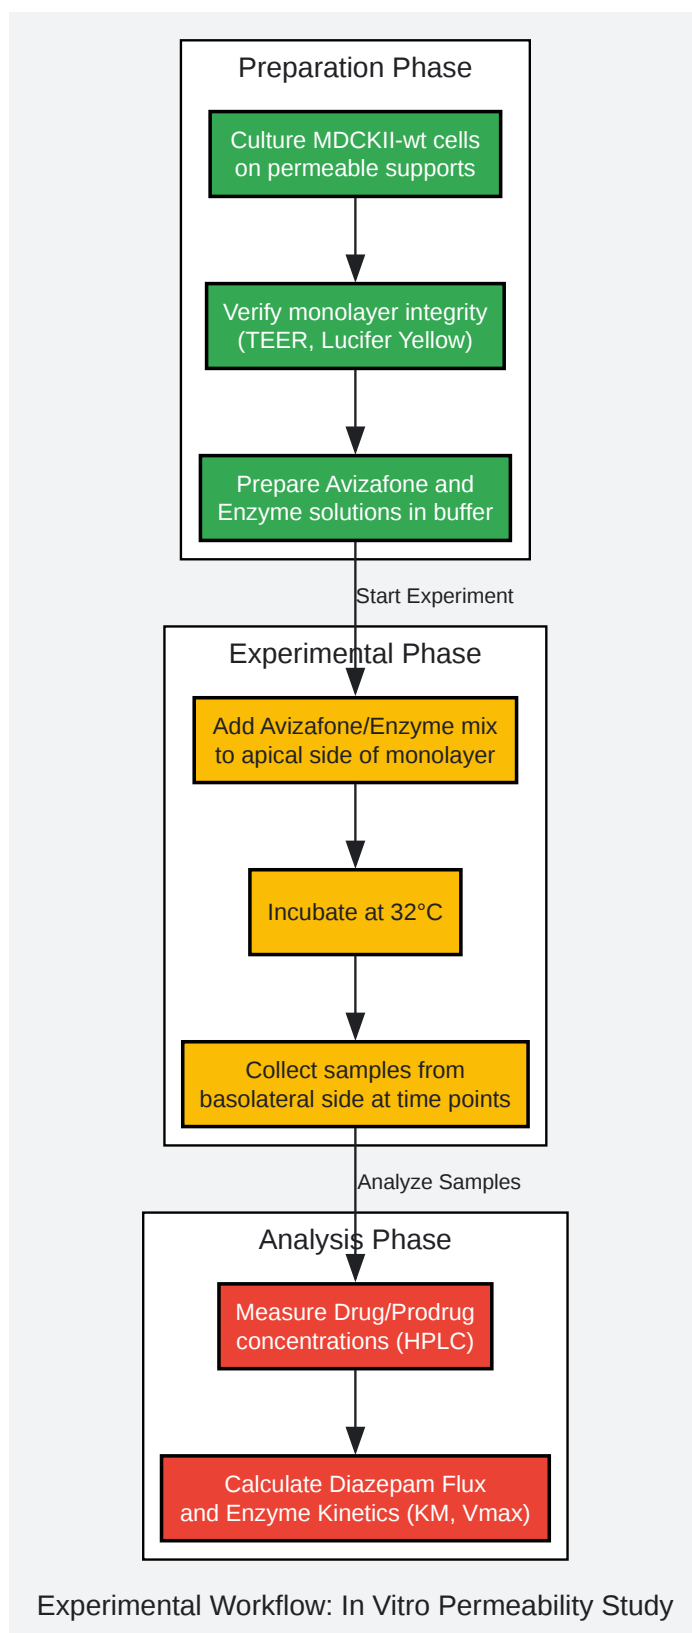 Preparation Phase
Culture MDCKII-wt cells
on permeable supports
Verify monolayer integrity
(TEER, Lucifer Yellow)
Prepare Avizafone and
Enzyme solutions in buffer
Start Experiment
Experimental Phase
Add Avizafone/Enzyme mix
to apical side of monolayer
Incubate at 32°C
Collect samples from
basolateral side at time points
Analyze Samples
Analysis Phase
Measure Drug/Prodrug
concentrations (HPLC)
Calculate Diazepam Flux
and Enzyme Kinetics (KM, Vmax)
Experimental Workflow: In Vitro Permeability Study